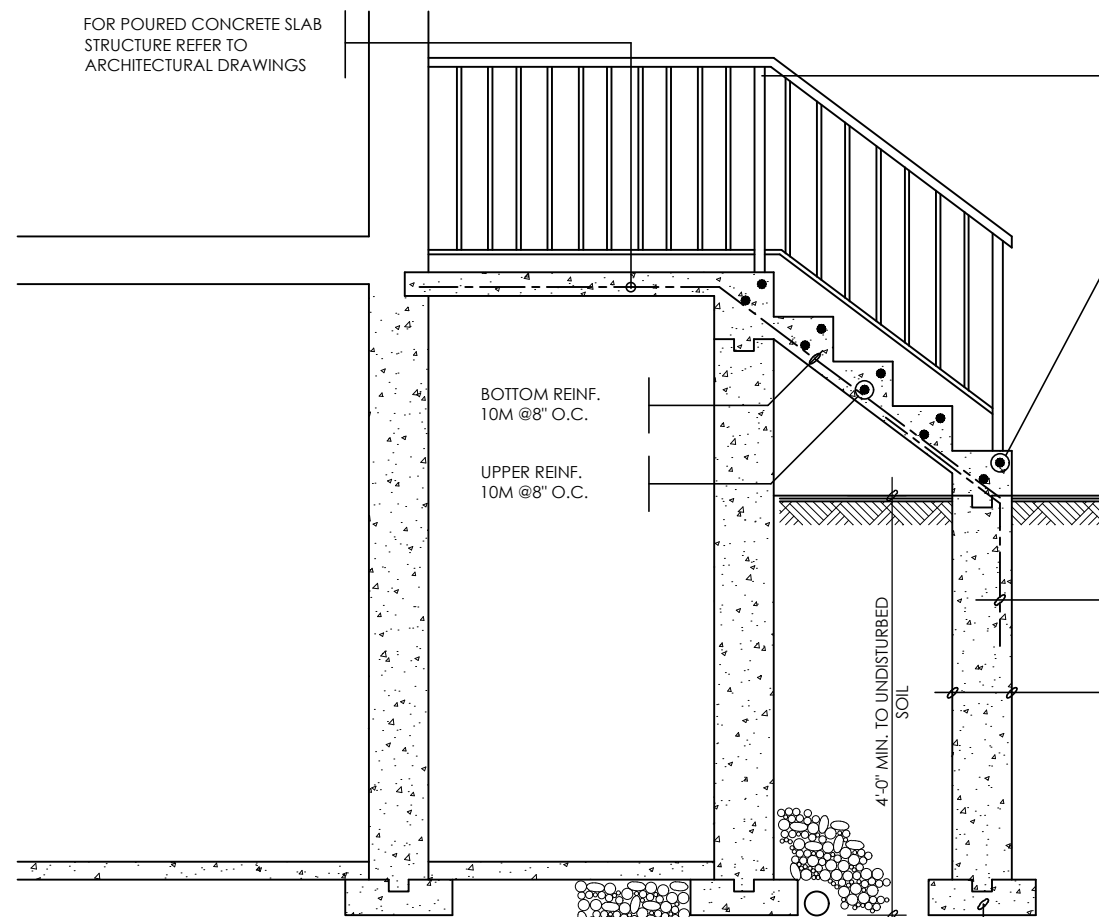 FOR POURED CONCRETE SLAB
STRUCTURE REFER TO
ARCHITECTURAL DRAWINGS
BOTTOM REINF.
10M @8" O.C.
UPPER REINF.
10M @8" O.C.
4'-0" MIN. TO UNDISTURBED
SOIL